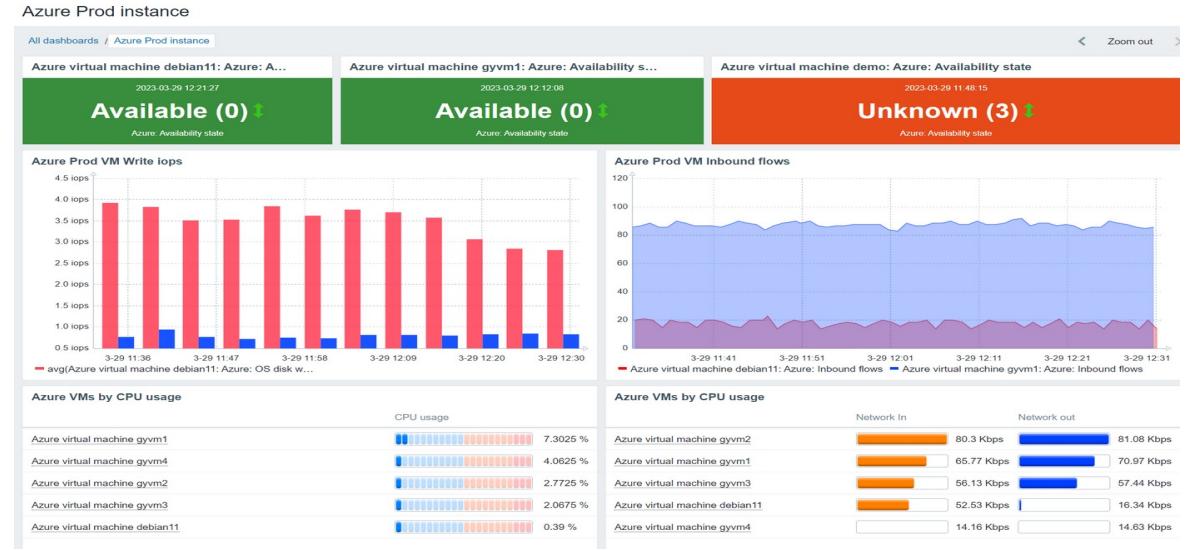 Azure Prod instance
All dashboards / Azure Prod instance
Zoom out
Azure virtual machine debian11: Azure: A...
2023-03-29 12:21:27
Available (0)
Azure: Availability state
Azure virtual machine gyvm1: Azure: Availability s...
2023-03-29 12:12:08
Available (0)
Azure: Availability state
Azure virtual machine demo: Azure: Availability state
2023-03-29 11:48:15
Unknown (3)
Azure: Availability state
Azure Prod VM Write iops
4.5 iops
4.0 iops
3.5 iops
3.0 iops
2.5 iops
2.0 iops
1.5 iops
1.0 iops
0.5 iops
3-29 11:36 3-29 11:47 3-29 11:58 3-29 12:09 3-29 12:20 3-29 12:30
avg(Azure virtual machine debian11: Azure: OS disk w...
Azure Prod VM Inbound flows
120
100
80
60
40
20
0
3-29 11:41 3-29 11:51 3-29 12:01 3-29 12:11 3-29 12:21 3-29 12:31
Azure virtual machine debian11: Azure: Inbound flows Azure virtual machine gyvm1: Azure: Inbound flows
Azure VMs by CPU usage
CPU usage
Azure virtual machine gyvm1 7.3025 %
Azure virtual machine gyvm4 4.0625 %
Azure virtual machine gyvm2 2.7725 %
Azure virtual machine gyvm3 2.0675 %
Azure virtual machine debian11 0.39 %
Azure VMs by CPU usage
Network In Network out
Azure virtual machine gyvm2 80.3 Kbps 81.08 Kbps
Azure virtual machine gyvm1 65.77 Kbps 70.97 Kbps
Azure virtual machine gyvm3 56.13 Kbps 57.44 Kbps
Azure virtual machine debian11 52.53 Kbps 16.34 Kbps
Azure virtual machine gyvm4 14.16 Kbps 14.63 Kbps